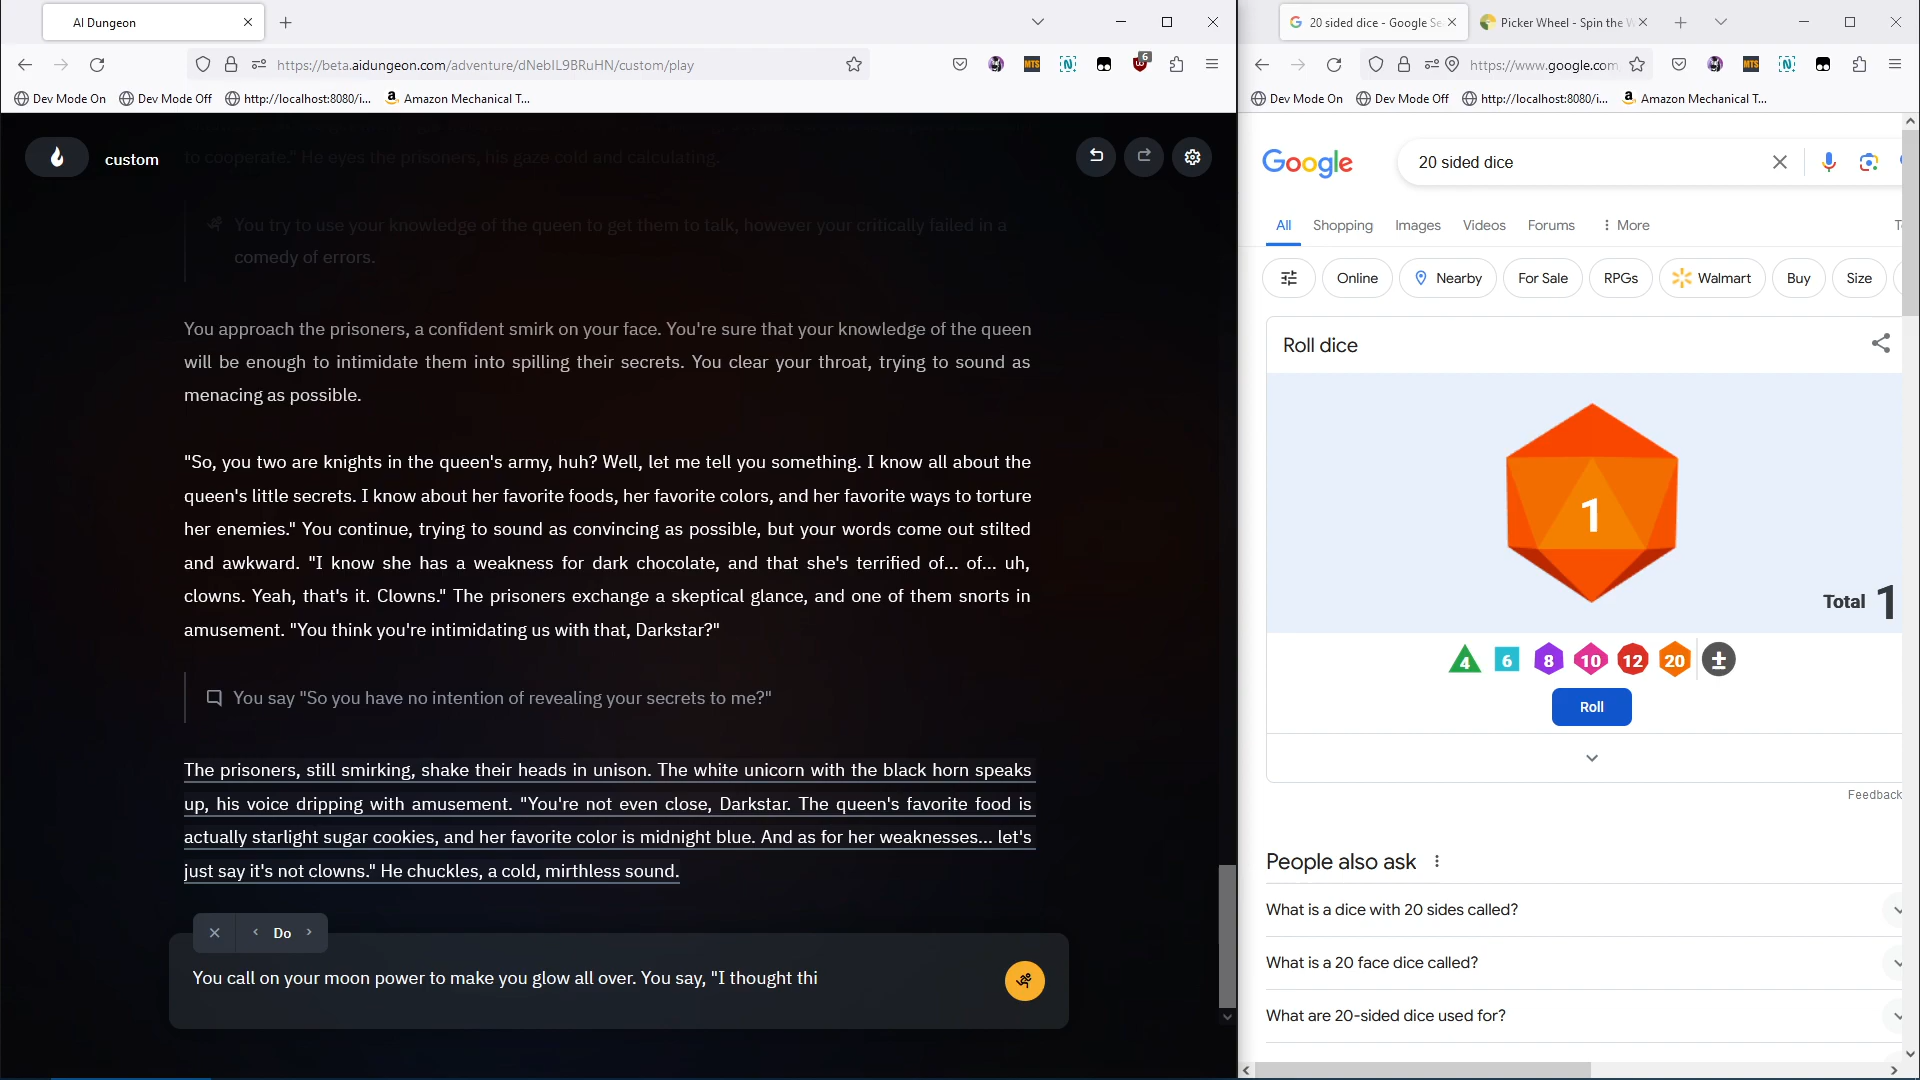 AI Dungeon
https://beta.aidungeon.com/adventure/dNebIL9BRuHN/custom/play
6
MTS
Dev Mode On
Dev Mode Off
http://localhost:8080/i...
Amazon Mechanical T...
custom
to cooperate." He eyes the prisoners, his gaze cold and calculating.
You try to use your knowledge of the queen to get them to talk, however your critically failed in a
comedy of errors.
You approach the prisoners, a confident smirk on your face. You're sure that your knowledge of the queen
will be enough to intimidate them into spilling their secrets. You clear your throat, trying to sound as
menacing as possible.
"So, you two are knights in the queen's army, huh? Well, let me tell you something. I know all about the
queen's little secrets. I know about her favorite foods, her favorite colors, and her favorite ways to torture
her enemies." You continue, trying to sound as convincing as possible, but your words come out stilted
and awkward. "I know she has a weakness for dark chocolate, and that she's terrified of... of... uh,
clowns. Yeah, that's it. Clowns." The prisoners exchange a skeptical glance, and one of them snorts in
amusement. "You think you're intimidating us with that, Darkstar?"
You say "So you have no intention of revealing your secrets to me?"
The prisoners, still smirking, shake their heads in unison. The white unicorn with the black horn speaks
up, his voice dripping with amusement. "You're not even close, Darkstar. The queen's favorite food is
actually starlight sugar cookies, and her favorite color is midnight blue. And as for her weaknesses... let's
just say it's not clowns." He chuckles, a cold, mirthless sound.
Do
You call on your moon power to make you glow all over. You say, "I thought thi
20 sided dice - Google Se
Picker Wheel - Spin the W
https://www.google.com
MTS
Dev Mode On
Dev Mode Off
http://localhost:8080/i...
Amazon Mechanical T...
Google
20 sided dice
All
Shopping
Images
Videos
Forums
More
Online
Nearby
For Sale
RPGs
Walmart
Buy
Size
Roll dice
1
Total 1
4
6
8
10
12
20
±
Roll
Feedback
People also ask
What is a dice with 20 sides called?
What is a 20 face dice called?
What are 20-sided dice used for?